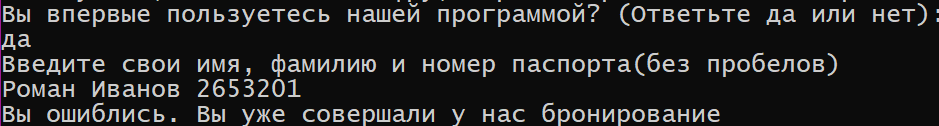 Вы впервые пользуетесь нашей программой? (Ответьте да или нет):
да
Введите свои имя, фамилию и номер паспорта(без пробелов)
Роман Иванов 2653201
Вы ошиблись. Вы уже совершали у нас бронирование